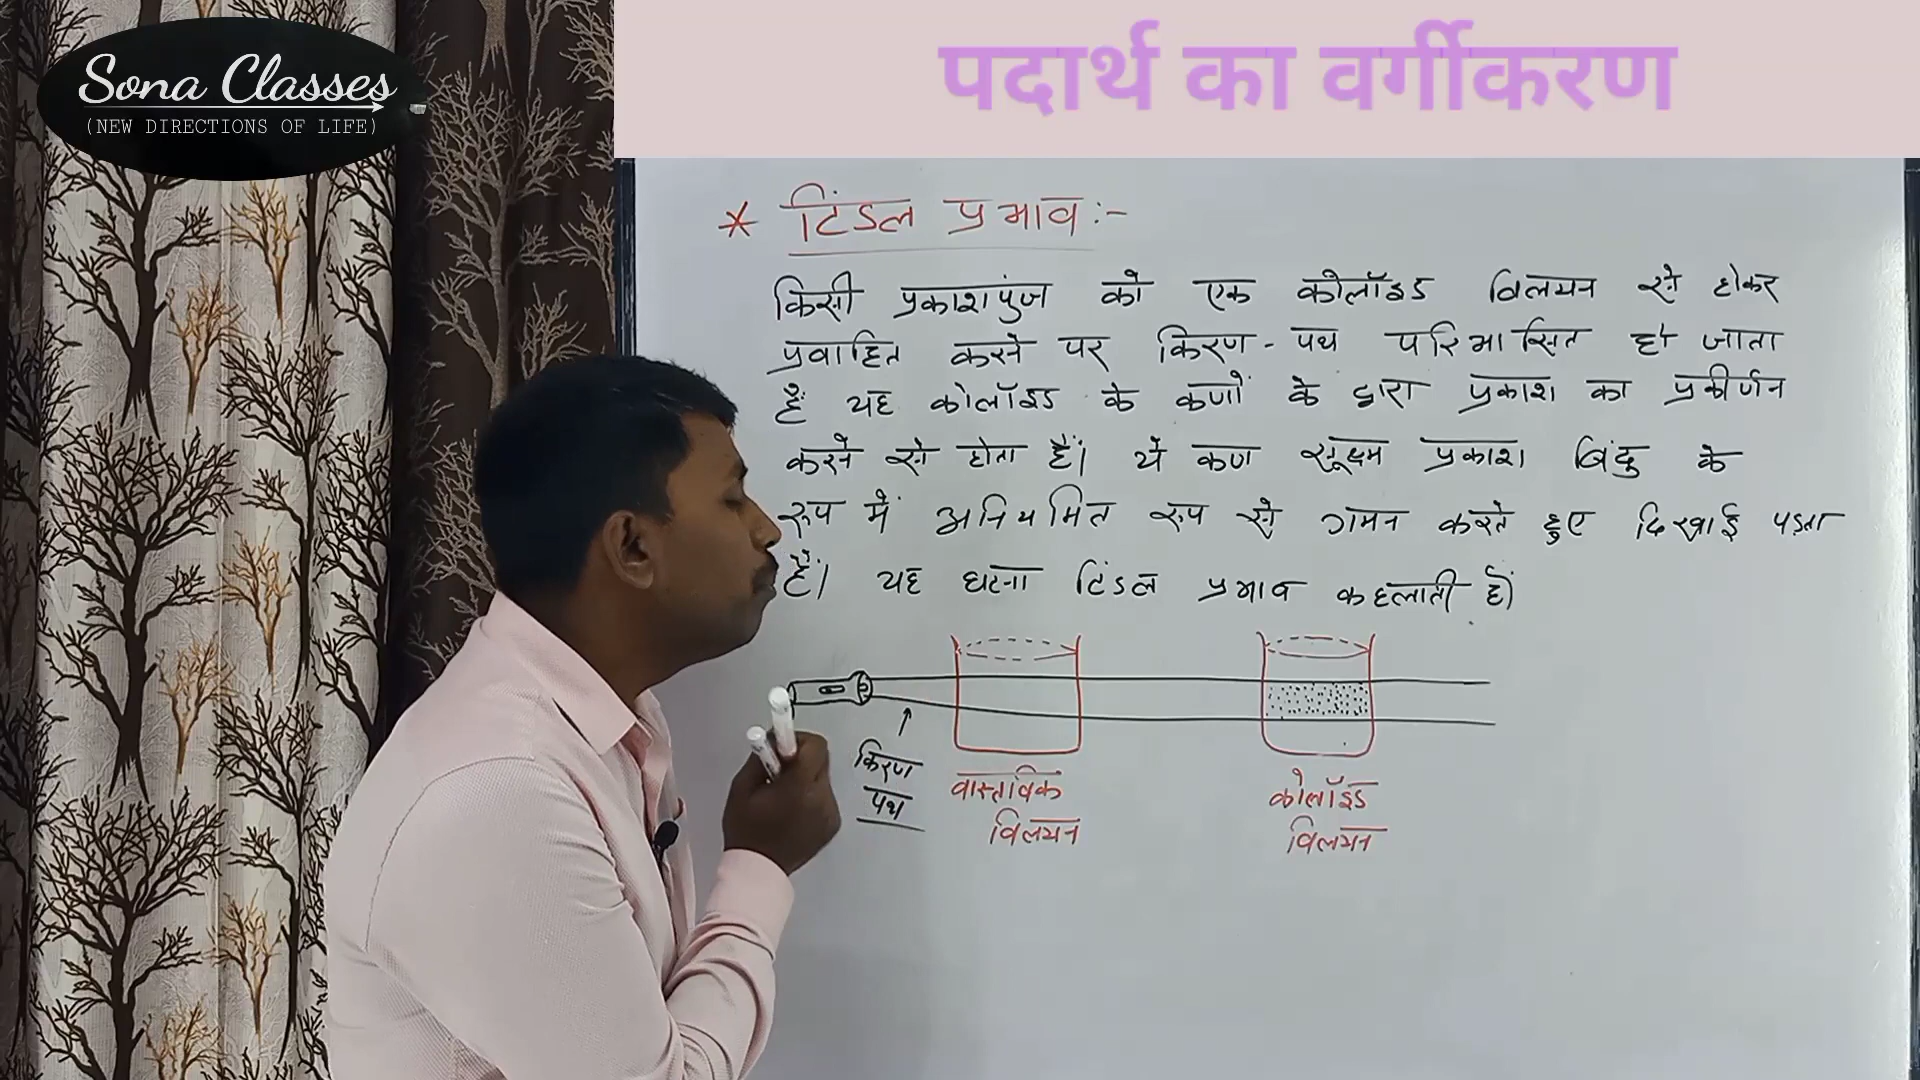 Sona Classes
(NEW DIRECTIONS OF LIFE)
पदार्थ का वर्गीकरण
* टिंडल प्रभाव :-
किसी प्रकाशपुंज को एक कोलॉइड विलयन से होकर
प्रवाहित करने पर किरण - पथ परिभासित हो जाता
हैं यह कोलॉइड के कणों के द्वारा प्रकाश का प्रकीर्णन
करने से होता हैं। ये कण सूक्ष्म प्रकाश बिंदु के
रूप में अनियमित रूप से गमन करते हुए दिखाई पड़ता
हैं। यह घटना टिंडल प्रभाव कहलाती हैं।
किरण
पथ
वास्तविक
विलयन
कोलॉइड
विलयन